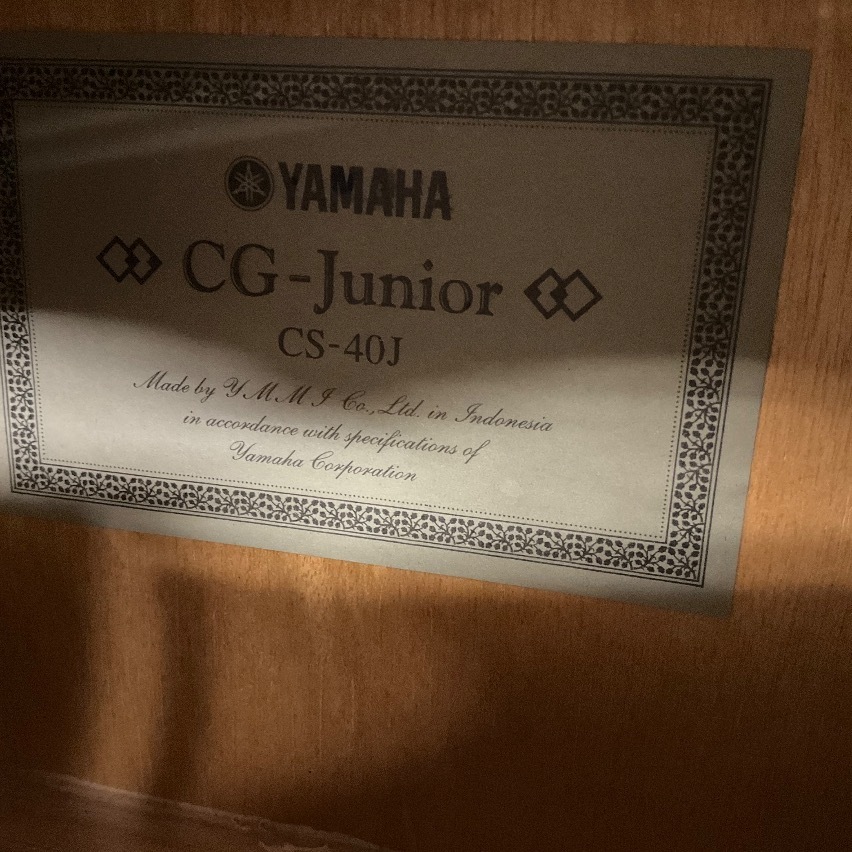 YAMAHA
CG-Junior
CS-40J
Made by YMMI Co., Ltd. in Indonesia
in accordance with specifications of
Yamaha Corporation